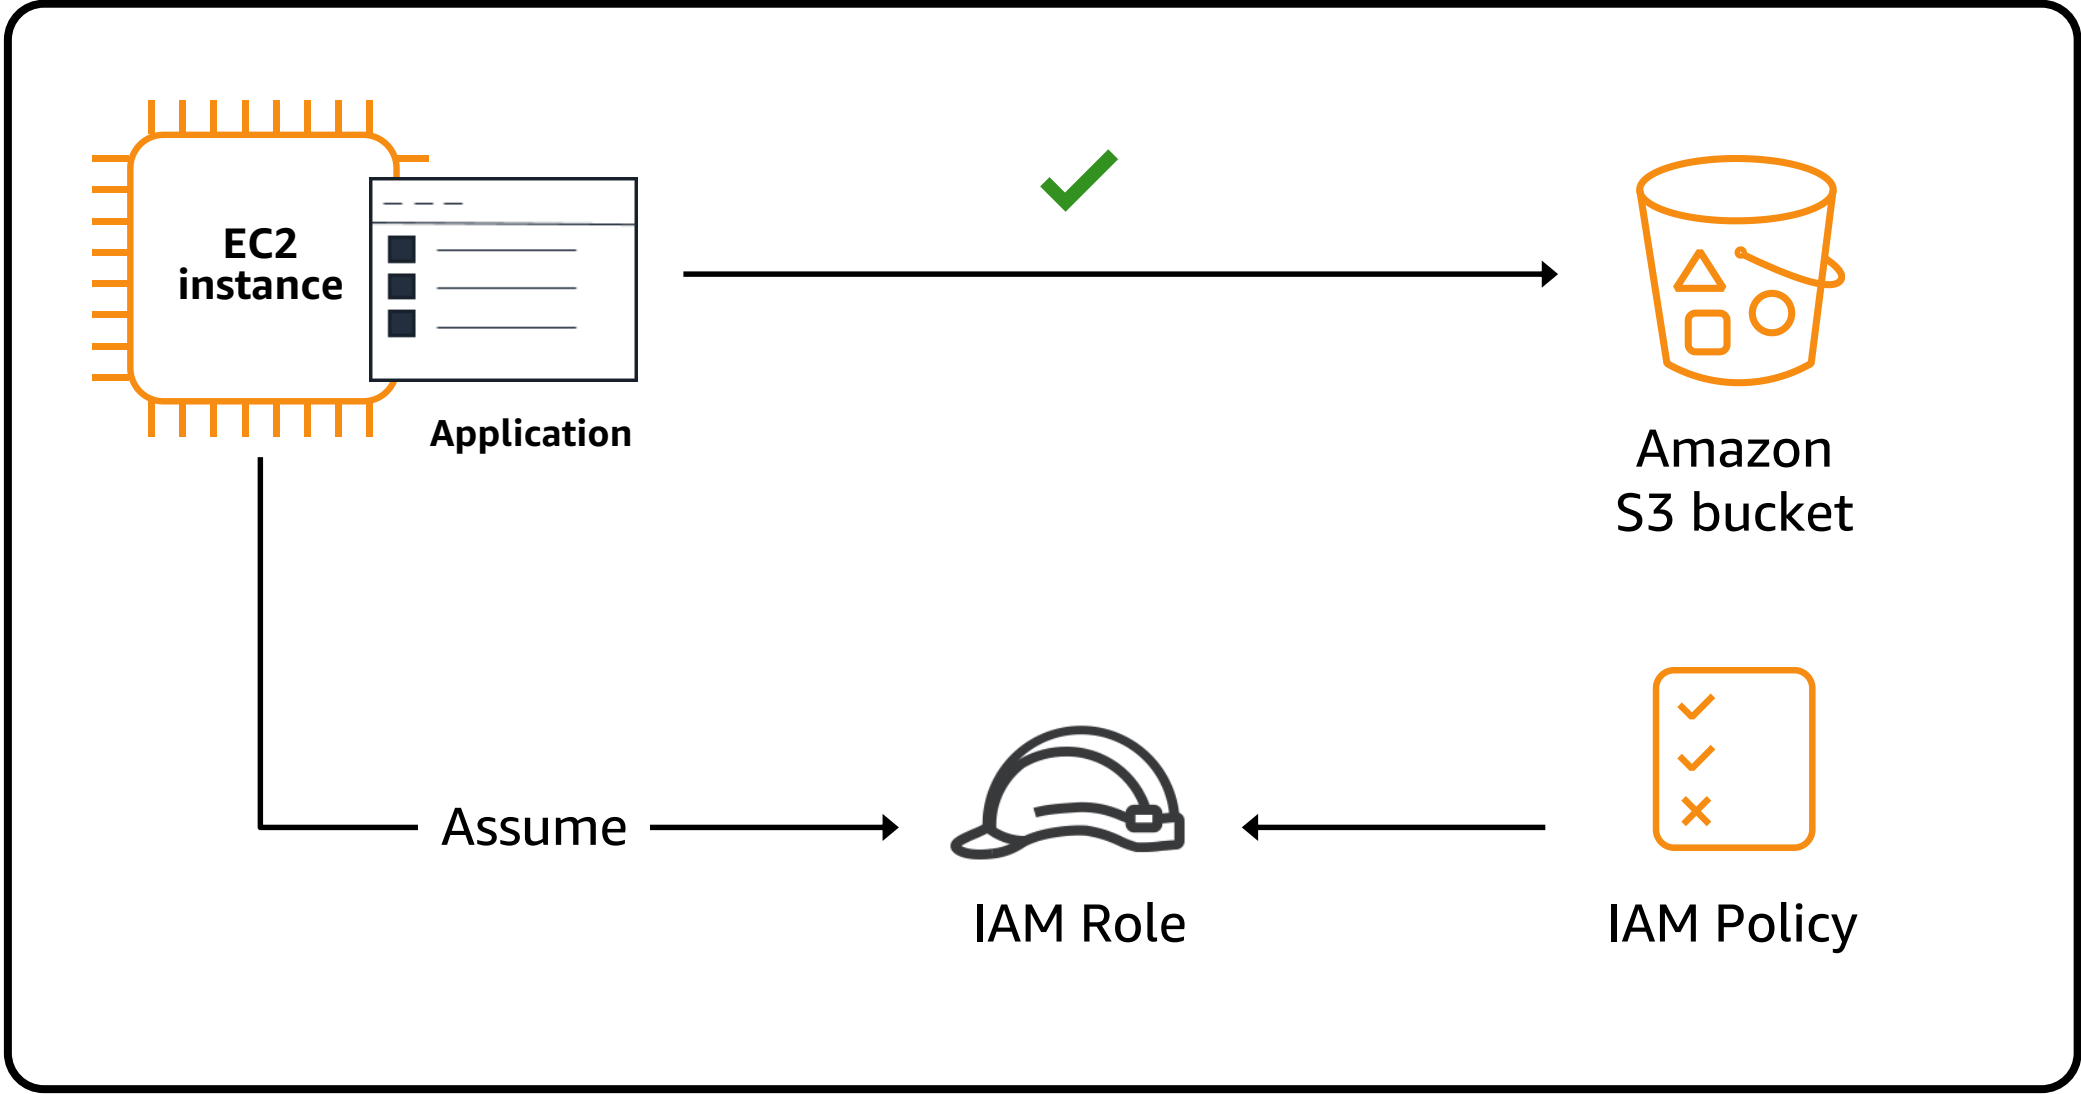 EC2
instance
Application
Amazon
S3 bucket
Assume
IAM Role
IAM Policy